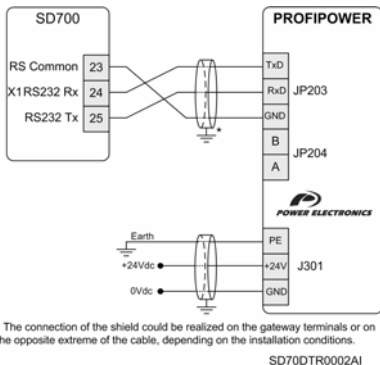 SD700
PROFIPOWER
RS Common 23
X1RS232 Rx 24
RS232 Tx 25
TxD
RxD JP203
GND
B
JP204
A
POWER ELECTRONICS
Earth
PE
+24Vdc
+24V J301
0Vdc
GND
*
The connection of the shield could be realized on the gateway terminals or on
the opposite extreme of the cable, depending on the installation conditions.
SD70DTR0002AI